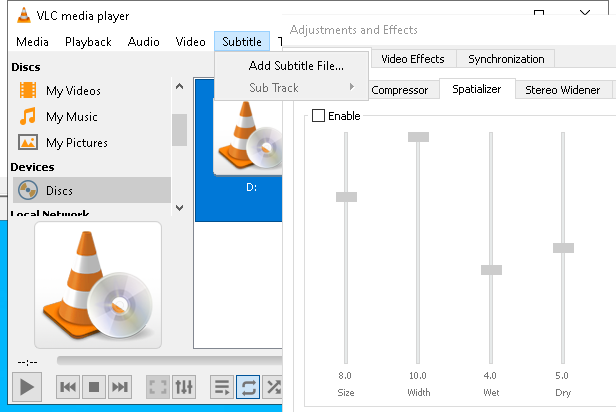 VLC media player
Media Playback Audio Video Subtitle T
Add Subtitle File...
Sub Track
Discs
My Videos
My Music
My Pictures
Devices
Discs
Local Network
D:
--:--
Adjustments and Effects
Video Effects Synchronization
Compressor Spatializer Stereo Widener
Enable
8.0 10.0 4.0 5.0
Size Width Wet Dry